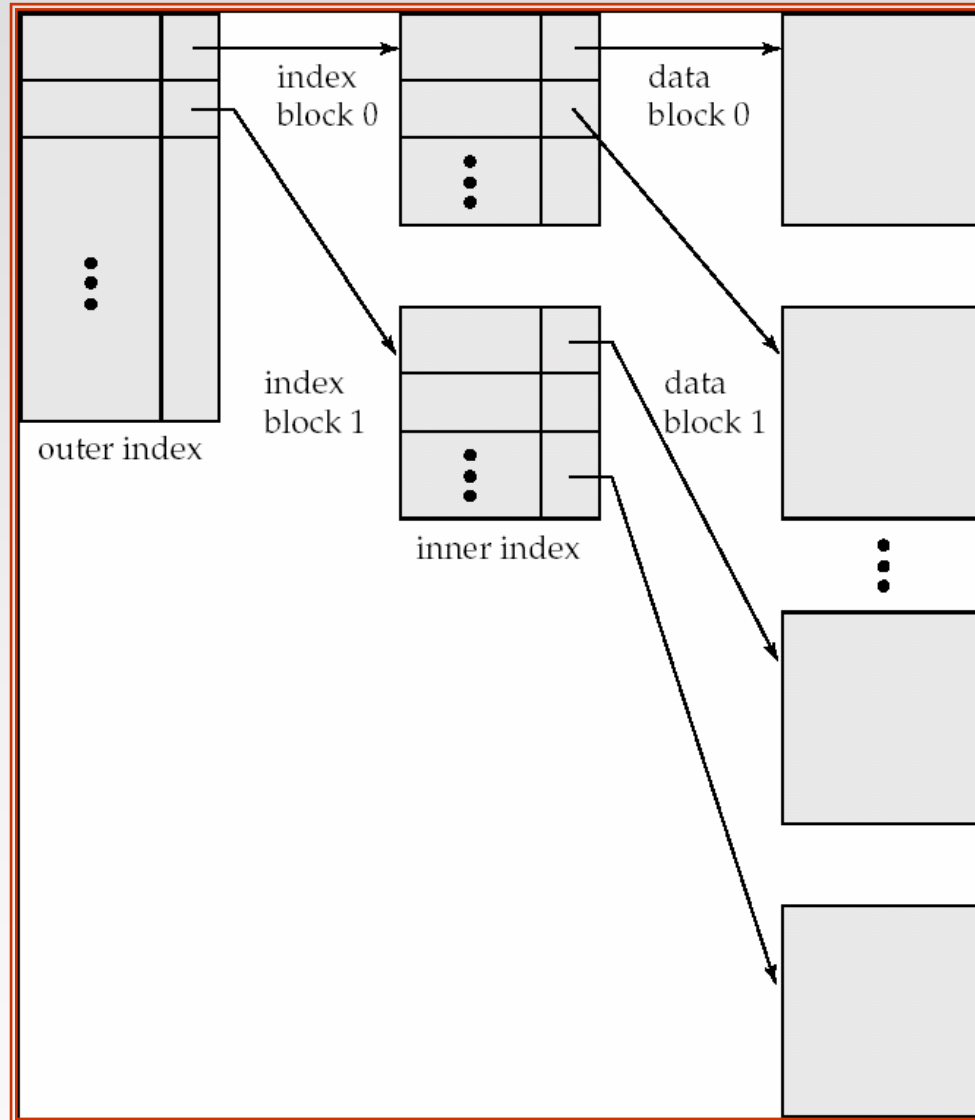 index
block 0
data
block 0
index
block 1
data
block 1
outer index
inner index